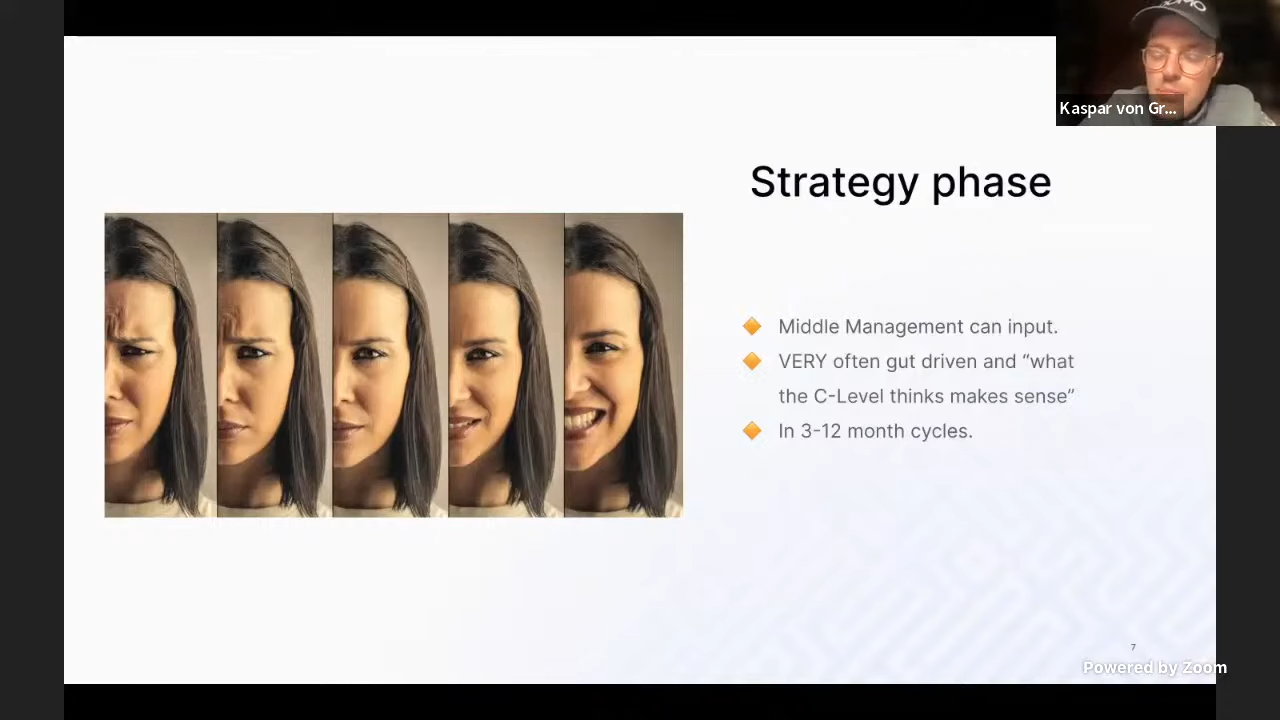 Kaspar von Gr...
Strategy phase
🔶 Middle Management can input.
🔶 VERY often gut driven and “what
the C-Level thinks makes sense”
🔶 In 3-12 month cycles.
7
Powered by Zoom